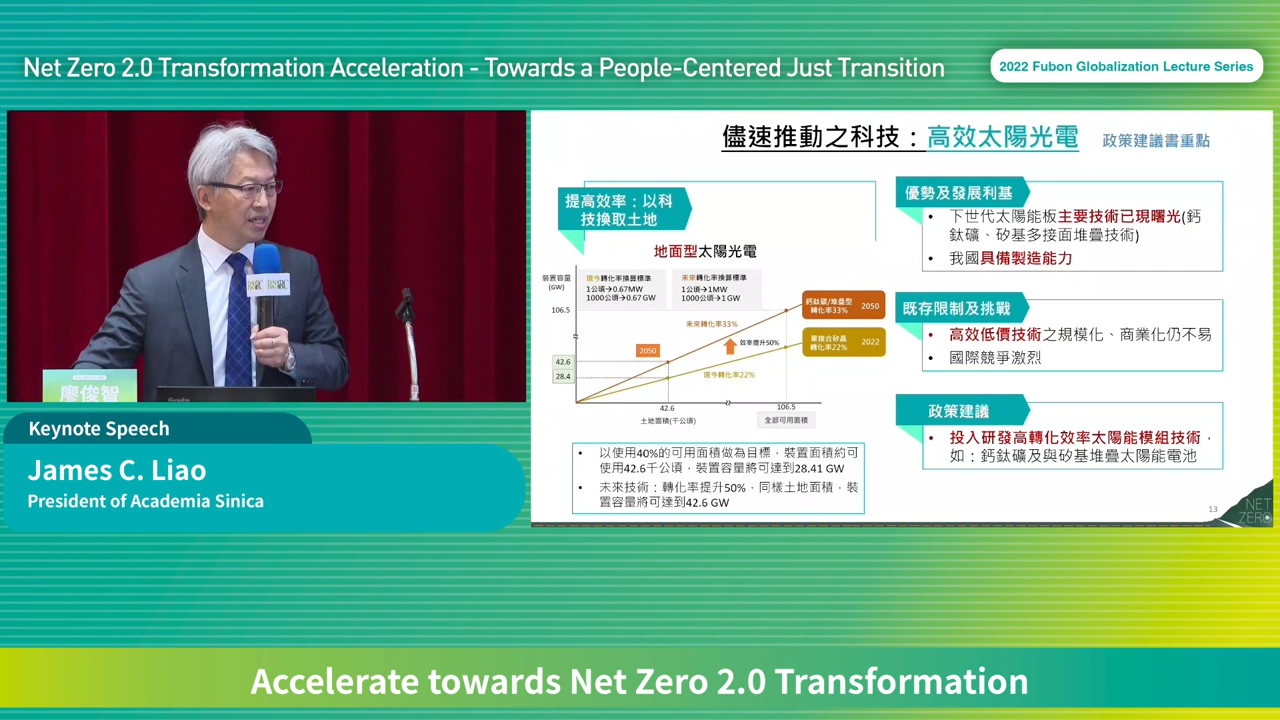 Net Zero 2.0 Transformation Acceleration - Towards a People-Centered Just Transition
2022 Fubon Globalization Lecture Series
廖俊智
Keynote Speech
James C. Liao
President of Academia Sinica
儘速推動之科技：高效太陽光電
政策建議書重點
提高效率：以科
技換取土地
地面型太陽光電
裝置容量
(GW)
現今轉化率換算標準
1公頃→0.67MW
1000公頃→0.67GW
未來轉化率換算標準
1公頃→1MW
1000公頃→1GW
106.5
42.6
28.4
2050
未來轉化率33%
效率提升50%
現今轉化率22%
鈣鈦礦/堆疊型
轉化率33%
2050
單接合矽晶
轉化率22%
2022
42.6
106.5
土地面積(千公頃)
全部可用面積
• 以使用40%的可用面積做為目標，裝置面積約可
使用42.6千公頃，裝置容量將可達到28.41 GW
• 未來技術：轉化率提升50%，同樣土地面積，裝
置容量將可達到42.6 GW
優勢及發展利基
• 下世代太陽能板主要技術已現曙光(鈣
鈦礦、矽基多接面堆疊技術)
• 我國具備製造能力
既存限制及挑戰
• 高效低價技術之規模化、商業化仍不易
• 國際競爭激烈
政策建議
• 投入研發高轉化效率太陽能模組技術，
如：鈣鈦礦及與矽基堆疊太陽能電池
13
NET
ZERO
Accelerate towards Net Zero 2.0 Transformation